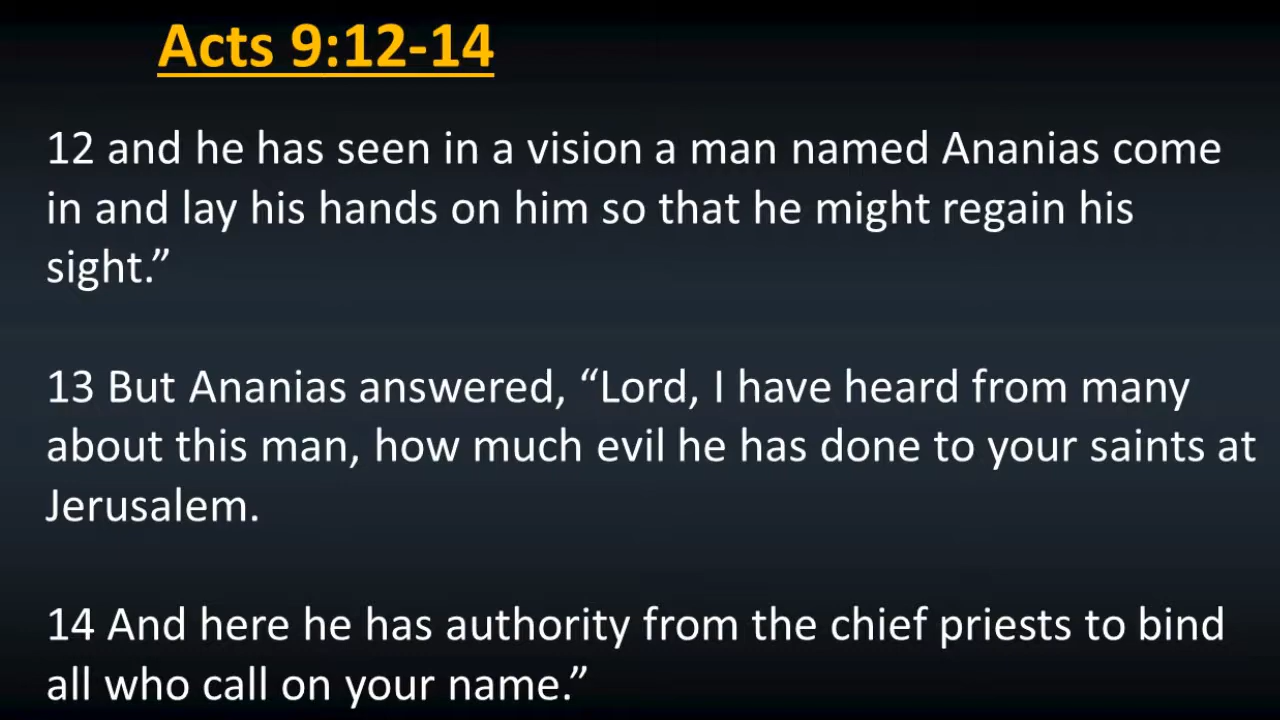 Acts 9:12-14
12 and he has seen in a vision a man named Ananias come
in and lay his hands on him so that he might regain his
sight.”
13 But Ananias answered, “Lord, I have heard from many
about this man, how much evil he has done to your saints at
Jerusalem.
14 And here he has authority from the chief priests to bind
all who call on your name.”